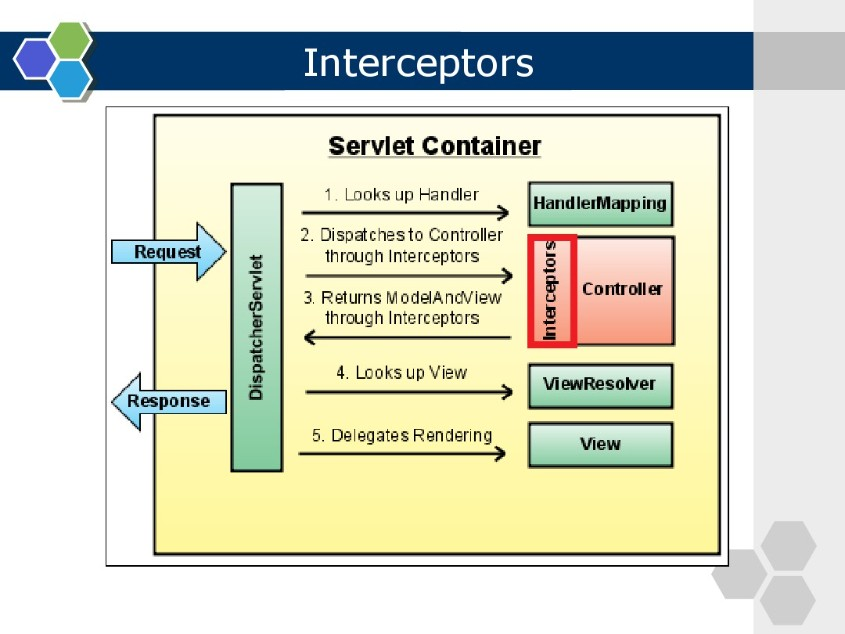 Interceptors
Servlet Container
1. Looks up Handler
HandlerMapping
Request
2. Dispatches to Controller
through Interceptors
DispatcherServlet
Interceptors
Controller
3. Returns ModelAndView
through Interceptors
4. Looks up View
ViewResolver
Response
5. Delegates Rendering
View